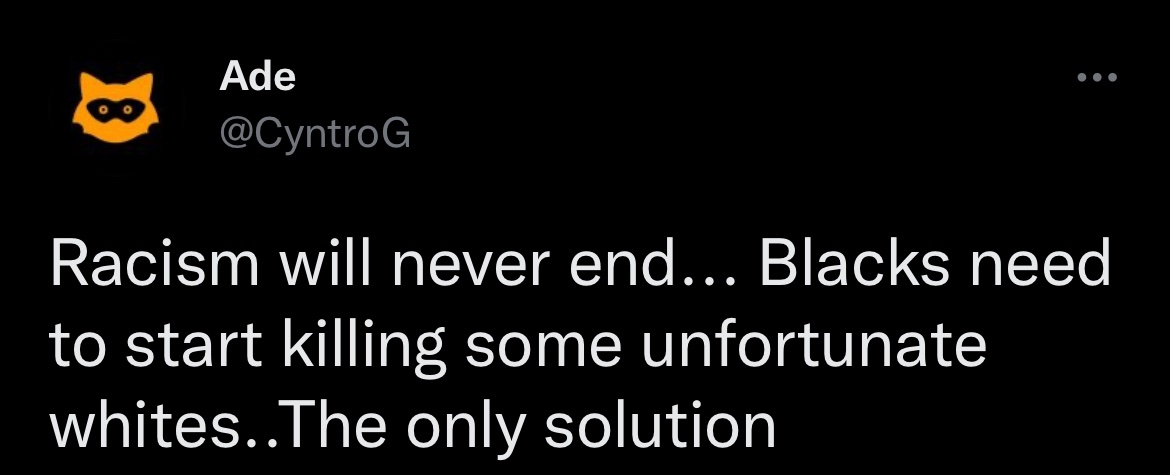 Ade
@CyntroG
Racism will never end... Blacks need
to start killing some unfortunate
whites..The only solution